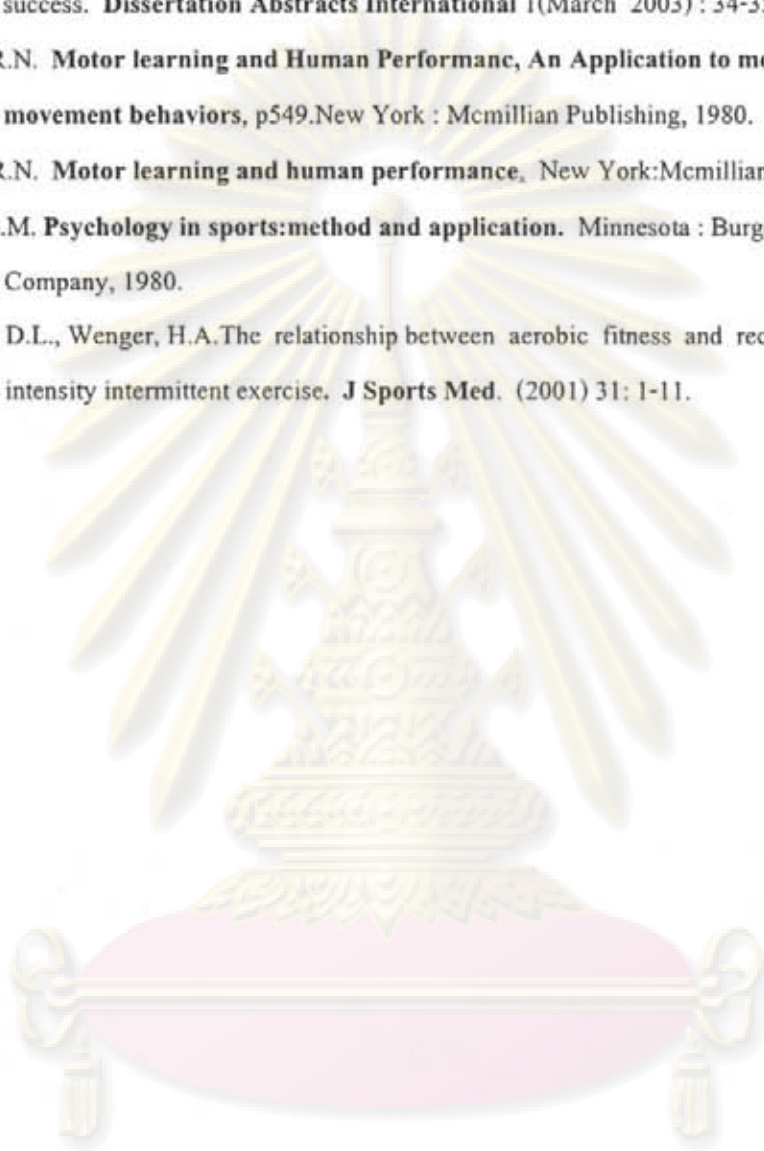 success. Dissertation Abstracts International 1(March 2003) : 34-3
R.N. Motor learning and Human Performanc, An Application to
movement behaviors, p549.New York : Mcmillian Publishing, 1980.
R.N. Motor learning and human performance. New York:Mcmillian
.M. Psychology in sports:method and application. Minnesota : Burg
Company, 1980.
D.L., Wenger, H.A.The relationship between aerobic fitness and rec
intensity intermittent exercise. J Sports Med. (2001) 31: 1-11.